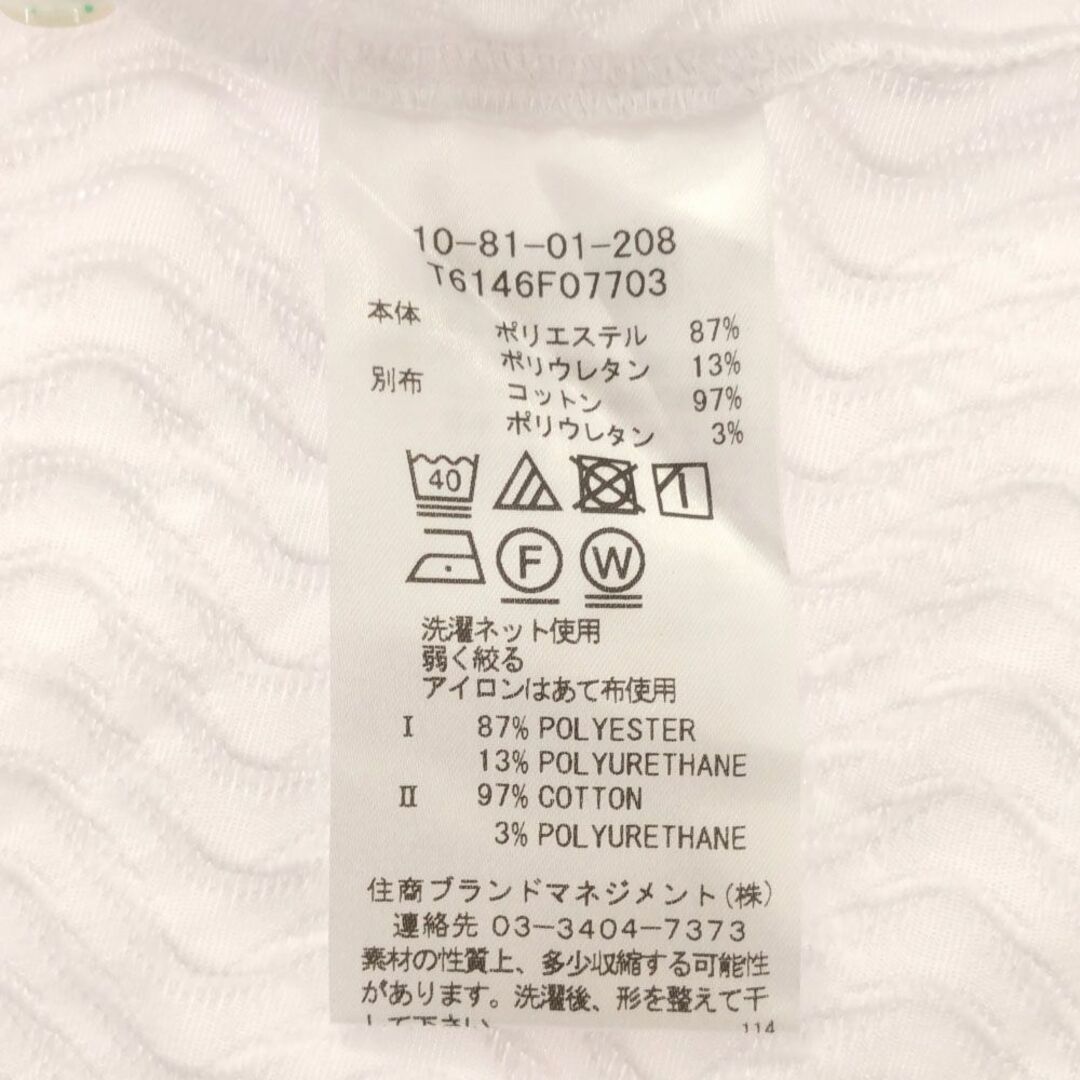 10-81-01-208
T6146F07703
本体 ポリエステル 87%
ポリウレタン 13%
別布 コットン 97%
ポリウレタン 3%
40
F W
洗濯ネット使用
弱く絞る
アイロンはあて布使用
I 87% POLYESTER
13% POLYURETHANE
II 97% COTTON
3% POLYURETHANE
住商ブランドマネジメント(株)
連絡先 03-3404-7373
素材の性質上、多少収縮する可能性
があります。洗濯後、形を整えて干
して下さい
114